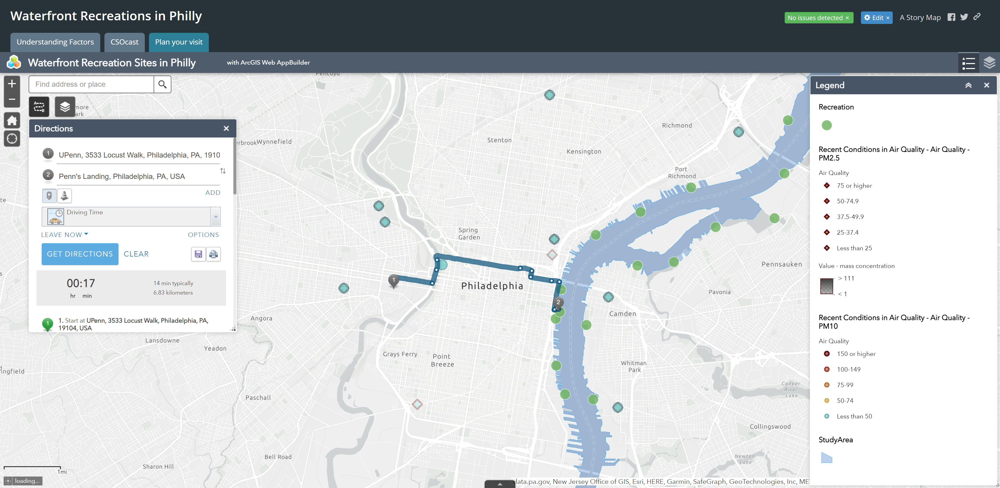 Waterfront Recreations in Philly
No issues detected ×
Edit ×
A Story Map
Understanding Factors
CSOcast
Plan your visit
Waterfront Recreation Sites in Philly
with ArcGIS Web AppBuilder
Find address or place
Directions
1
UPenn, 3533 Locust Walk, Philadelphia, PA, 1910
2
Penn's Landing, Philadelphia, PA, USA
ADD
Driving Time
LEAVE NOW
OPTIONS
GET DIRECTIONS
CLEAR
00:17
hr min
14 min typically
6.83 kilometers
1
1. Start at UPenn, 3533 Locust Walk, Philadelphia, PA,
19104, USA
Pencoyd
more
ark
erbrook
Wynnefield
Stenton
Richmond
Kensington
Port
Richmond
Spring
Garden
Philadelphia
1
2
Pennsauken
Pavonia
Camden
Angora
Lansdowne
Yeadon
Grays Ferry
Point
Breeze
Whitman
Park
ingfield
Paschall
Cooper
River
Lake
Collingswood
Bell Road
Sharon Hill
Newton
Lake
te
1mi
loading...
data.pa.gov, New Jersey Office of GIS, Esri, HERE, Garmin, SafeGraph, GeoTechnologies, Inc, ME
Legend
Recreation
Recent Conditions in Air Quality - Air Quality -
PM2.5
Air Quality
75 or higher
50-74.9
37.5-49.9
25-37.4
Less than 25
Value - mass concentration
> 111
< 1
Recent Conditions in Air Quality - Air Quality -
PM10
Air Quality
150 or higher
100-149
75-99
50-74
Less than 50
StudyArea